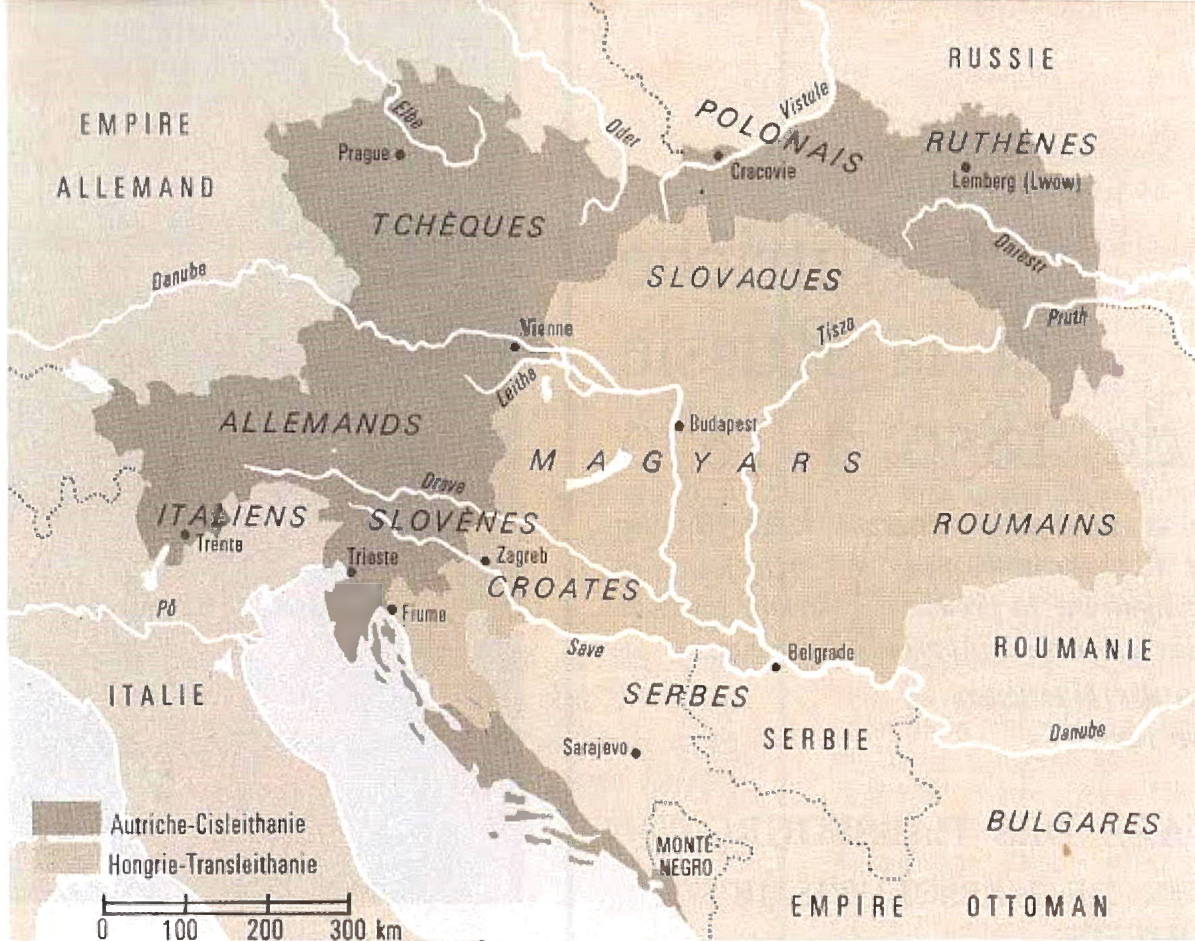 RUSSIE
EMPIRE
ALLEMAND
POLONAIS
Vistule
RUTHÈNES
Elbe
Oder
Prague
Cracovie
Lemberg (Lwow)
TCHÈQUES
Dniestr
SLOVAQUES
Danube
Pruth
Tisza
Vienne
Leitha
ALLEMANDS
Budapest
MAGYARS
Drave
ITALIENS
SLOVÈNES
ROUMAINS
Trente
Trieste
Zagreb
CROATES
Pô
Fiume
Save
Belgrade
ROUMANIE
ITALIE
SERBES
SERBIE
Danube
Sarajevo
BULGARES
Autriche-Cisleithanie
Hongrie-Transleithanie
MONTÉ-
NEGRO
EMPIRE OTTOMAN
0 100 200 300 km